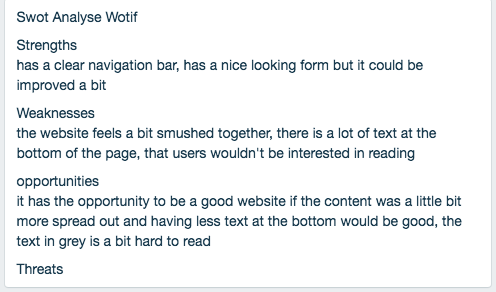 Swot Analyse Wotif
Strengths
has a clear navigation bar, has a nice looking form but it could be
improved a bit
Weaknesses
the website feels a bit smushed together, there is a lot of text at the
bottom of the page, that users wouldn't be interested in reading
opportunities
it has the opportunity to be a good website if the content was a little bit
more spread out and having less text at the bottom would be good, the
text in grey is a bit hard to read
Threats